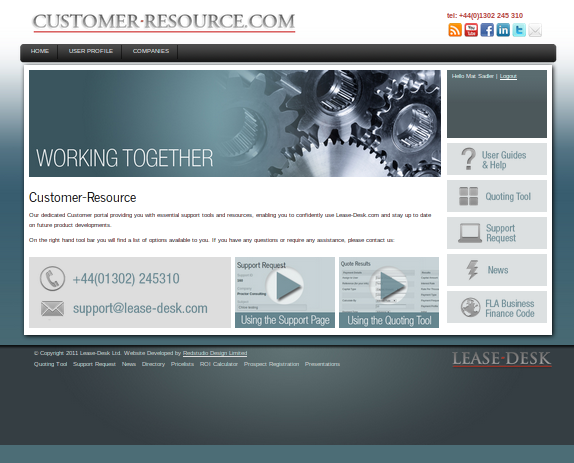 CUSTOMER·RESOURCE.COM
tel: +44(0)1302 245 310
HOME USER PROFILE COMPANIES
Hello Mac Sadler | Logout
WORKING TOGETHER
User Guides
& Help
Quoting Tool
Support
Request
News
FLA Business
Finance Code
Customer-Resource
Our dedicated Customer portal providing you with essential support tools and resources, enabling you to confidently use Lease-Desk.com and stay up to date
on future product developments.
On the right hand tool bar you will find a list of options available to you. If you have any questions or require any assistance, please contact us:
+44(01302) 245310
support@lease-desk.com
Support Request
Using the Support Page
Quote Results
Using the Quoting Tool
© Copyright 2011 Lease-Desk Ltd. Website Developed by Redstudio Design Limited
Quoting Tool Support Request News Directory Pricelists ROI Calculator Prospect Registration Presentations
LEASE·DESK